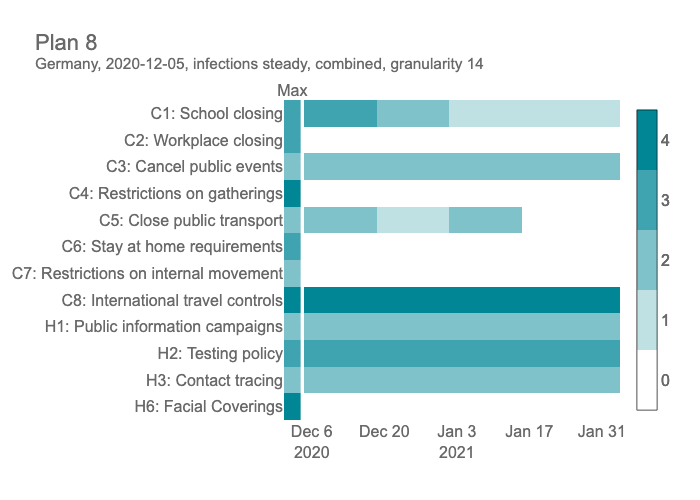 Plan 8
Germany, 2020-12-05, infections steady, combined, granularity 14
Max
C1: School closing
C2: Workplace closing
C3: Cancel public events
C4: Restrictions on gatherings
C5: Close public transport
C6: Stay at home requirements
C7: Restrictions on internal movement
C8: International travel controls
H1: Public information campaigns
H2: Testing policy
H3: Contact tracing
H6: Facial Coverings
Dec 6 Dec 20 Jan 3 Jan 17 Jan 31
2020 2021
4
3
2
1
0